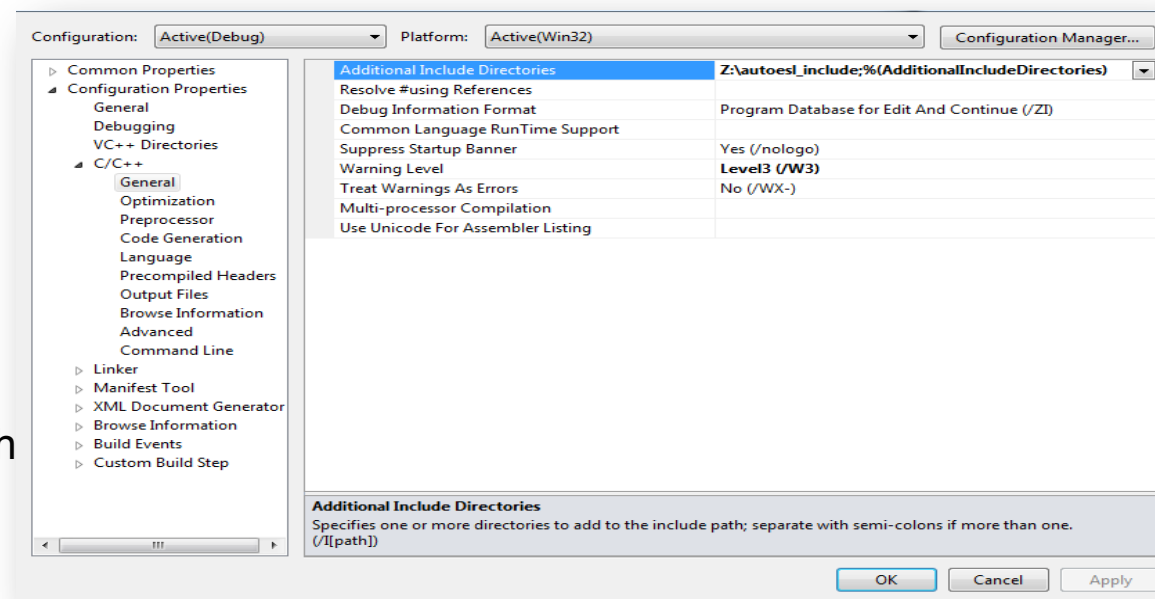 Configuration: Active(Debug) Platform: Active(Win32) Configuration Manager...
Common Properties
Configuration Properties
General
Debugging
VC++ Directories
C/C++
General
Optimization
Preprocessor
Code Generation
Language
Precompiled Headers
Output Files
Browse Information
Advanced
Command Line
Linker
Manifest Tool
XML Document Generator
Browse Information
Build Events
Custom Build Step
Additional Include Directories Z:\autoesl_include;%(AdditionalIncludeDirectories)
Resolve #using References
Debug Information Format Program Database for Edit And Continue (/ZI)
Common Language RunTime Support
Suppress Startup Banner Yes (/nologo)
Warning Level Level3 (/W3)
Treat Warnings As Errors No (/WX-)
Multi-processor Compilation
Use Unicode For Assembler Listing
Additional Include Directories
Specifies one or more directories to add to the include path; separate with semi-colons if more than one.
(/I[path])
OK Cancel Apply